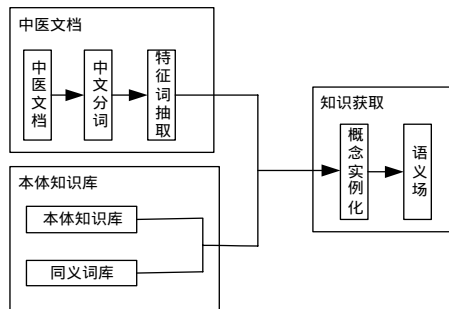 中医文档
中医文档
中文分词
特征词抽取
知识获取
概念实例化
语义场
本体知识库
本体知识库
同义词库